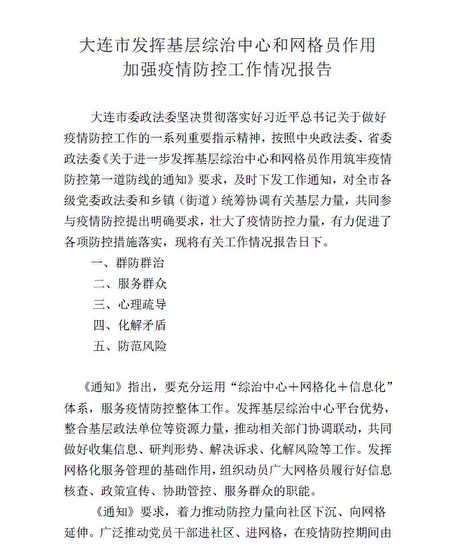 大连市发挥基层综治中心和网格员作用
加强疫情防控工作情况报告
大连市委政法委坚决贯彻落实好习近平总书记关于做好
疫情防控工作的一系列重要指示精神，按照中央政法委、省委
政法委《关于进一步发挥基层综治中心和网格员作用筑牢疫情
防控第一道防线的通知》要求，及时下发工作通知，对全市各
级党委政法委和乡镇（街道）统筹协调有关基层力量，共同参
与疫情防控提出明确要求，壮大了疫情防控力量，有力促进了
各项防控措施落实，现将有关工作情况报告日下。
一、群防群治
二、服务群众
三、心理疏导
四、化解矛盾
五、防范风险
《通知》指出，要充分运用“综治中心＋网格化＋信息化”
体系，服务疫情防控整体工作。发挥基层综治中心平台优势，
整合基层政法单位等资源力量，推动相关部门协调联动，共同
做好收集信息、研判形势、解决诉求、化解风险等工作。发挥
网格化服务管理的基础作用，组织动员广大网格员履行好信息
核查、政策宣传、协助管控、服务群众的职能。
《通知》要求，着力推动防控力量向社区下沉、向网格
延伸。广泛推动党员干部进社区、进网格，在疫情防控期间由